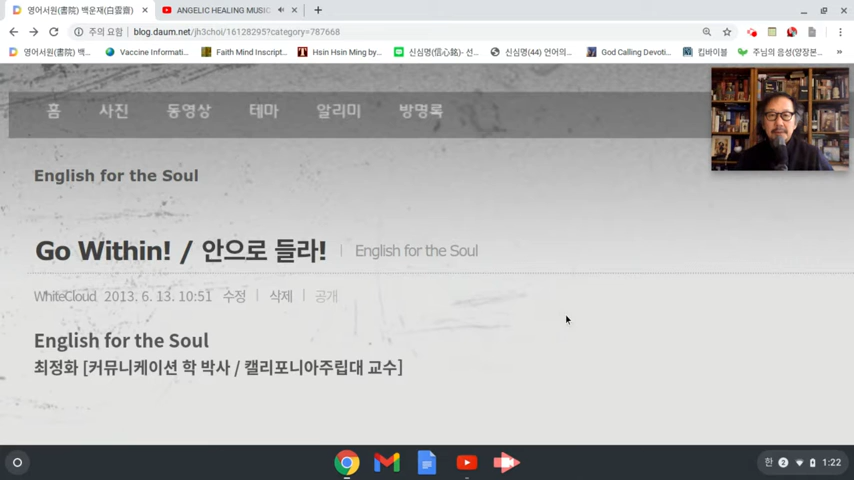 영어서원(書院) 백운재(白雲齋)
ANGELIC HEALING MUSIC
주의 요함
blog.daum.net/jh3choi/16128295?category=787668
영어서원(書院) 백운...
Vaccine Informati...
Faith Mind Inscript...
Hsin Hsin Ming by...
신심명(信心銘)- 선...
신심명(44) 언어의...
God Calling Devoti...
킵바이블
주님의 음성(양장본...
»
홈 사진 동영상 테마 알리미 방명록
English for the Soul
Go Within! / 안으로 들라! | English for the Soul
WhiteCloud 2013. 6. 13. 10:51 수정 | 삭제 | 공개
English for the Soul
최정화 [커뮤니케이션 학 박사 / 캘리포니아주립대 교수]
한 2 1:22